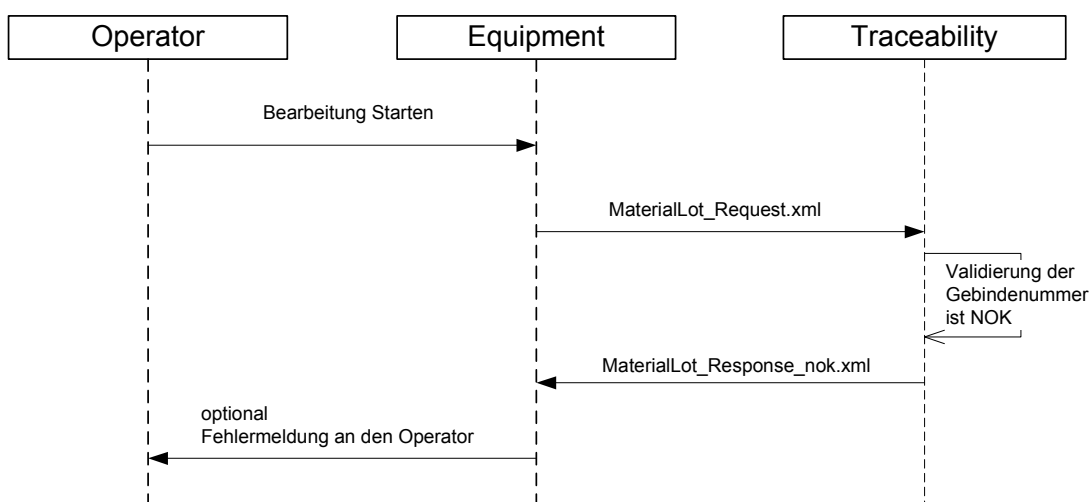 Operator
Equipment
Traceability
Bearbeitung Starten
MaterialLot_Request.xml
Validierung der
Gebindenummer
ist NOK
MaterialLot_Response_nok.xml
optional
Fehlermeldung an den Operator